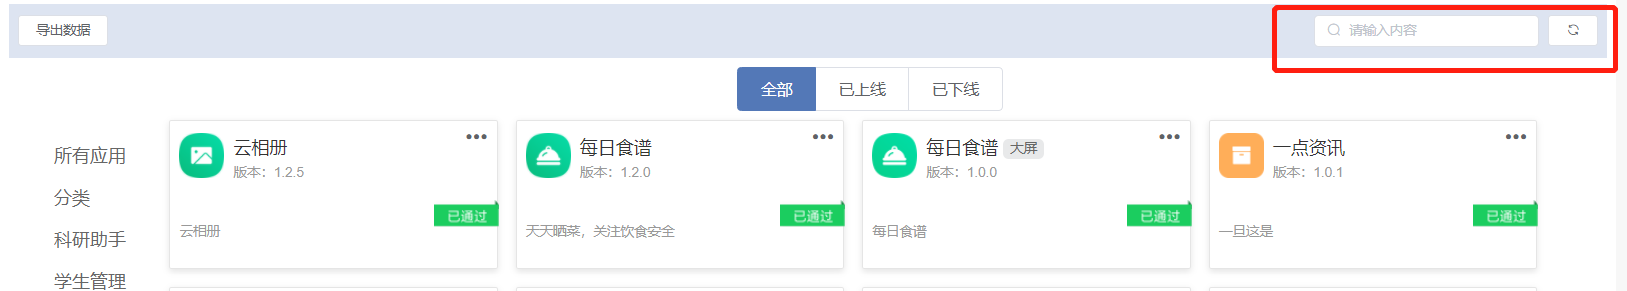 导出数据
请输入内容
全部 已上线 已下线
所有应用
分类
科研助手
学生管理
云相册
版本：1.2.5
已通过
云相册
每日食谱
版本：1.2.0
已通过
天天晒菜，关注饮食安全
每日食谱 大屏
版本：1.0.0
已通过
每日食谱
一点资讯
版本：1.0.1
已通过
一旦这是